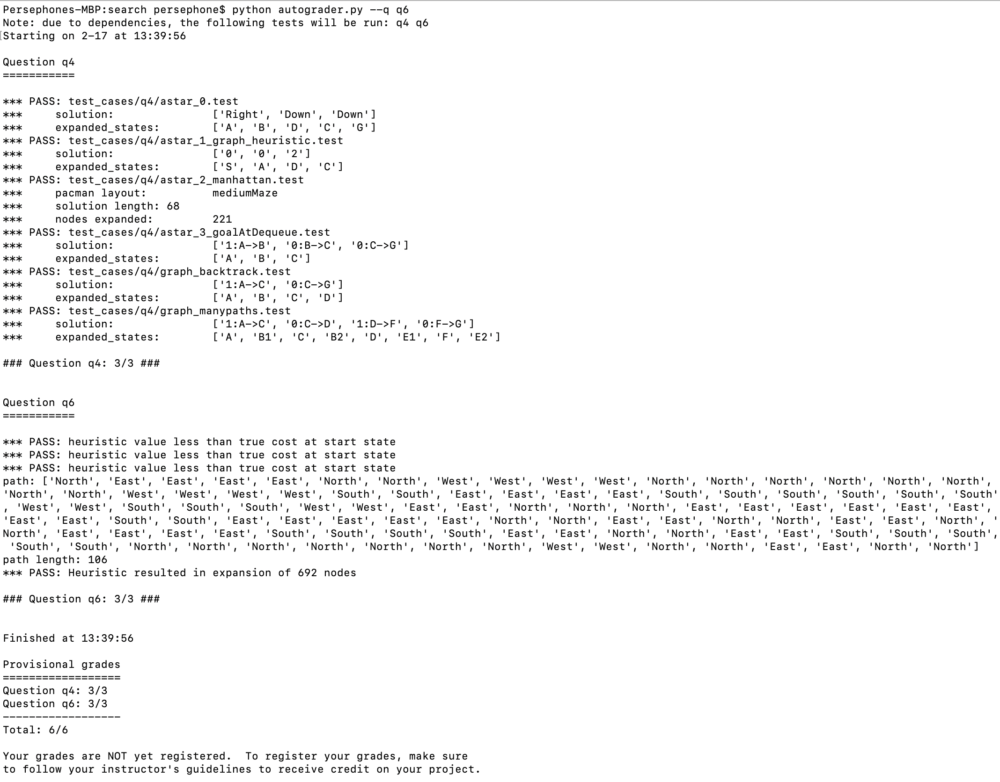 Persephones-MBP:search persephone$ python autograder.py --q q6
Note: due to dependencies, the following tests will be run: q4 q6
[Starting on 2-17 at 13:39:56

Question q4
===========

*** PASS: test_cases/q4/astar_0.test
***     solution:               ['Right', 'Down', 'Down']
***     expanded_states:        ['A', 'B', 'D', 'C', 'G']
*** PASS: test_cases/q4/astar_1_graph_heuristic.test
***     solution:               ['0', '0', '2']
***     expanded_states:        ['S', 'A', 'D', 'C']
*** PASS: test_cases/q4/astar_2_manhattan.test
***     pacman layout:          mediumMaze
***     solution length: 68
***     nodes expanded:         221
*** PASS: test_cases/q4/astar_3_goalAtDequeue.test
***     solution:               ['1:A->B', '0:B->C', '0:C->G']
***     expanded_states:        ['A', 'B', 'C']
*** PASS: test_cases/q4/graph_backtrack.test
***     solution:               ['1:A->C', '0:C->G']
***     expanded_states:        ['A', 'B', 'C', 'D']
*** PASS: test_cases/q4/graph_manypaths.test
***     solution:               ['1:A->C', '0:C->D', '1:D->F', '0:F->G']
***     expanded_states:        ['A', 'B1', 'C', 'B2', 'D', 'E1', 'F', 'E2']

### Question q4: 3/3 ###


Question q6
===========

*** PASS: heuristic value less than true cost at start state
*** PASS: heuristic value less than true cost at start state
*** PASS: heuristic value less than true cost at start state
path: ['North', 'East', 'East', 'East', 'East', 'North', 'North', 'West', 'West', 'West', 'West', 'North', 'North', 'North', 'North', 'North', 'North',
'North', 'North', 'West', 'West', 'West', 'West', 'South', 'South', 'East', 'East', 'East', 'East', 'South', 'South', 'South', 'South', 'South', 'South'
, 'West', 'West', 'South', 'South', 'South', 'West', 'West', 'East', 'East', 'North', 'North', 'North', 'East', 'East', 'East', 'East', 'East', 'East',
'East', 'East', 'South', 'South', 'East', 'East', 'East', 'East', 'East', 'North', 'North', 'East', 'East', 'North', 'North', 'East', 'East', 'North', '
North', 'East', 'East', 'East', 'East', 'South', 'South', 'South', 'South', 'East', 'East', 'North', 'North', 'East', 'East', 'South', 'South', 'South',
 'South', 'South', 'North', 'North', 'North', 'North', 'North', 'North', 'North', 'West', 'West', 'North', 'North', 'East', 'East', 'North', 'North']
path length: 106
*** PASS: Heuristic resulted in expansion of 692 nodes

### Question q6: 3/3 ###


Finished at 13:39:56

Provisional grades
==================
Question q4: 3/3
Question q6: 3/3
------------------
Total: 6/6

Your grades are NOT yet registered.  To register your grades, make sure
to follow your instructor's guidelines to receive credit on your project.